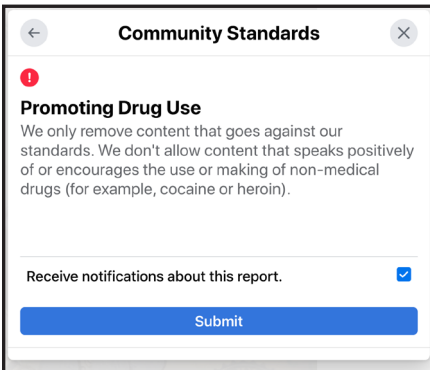 Community Standards
Promoting Drug Use
We only remove content that goes against our
standards. We don't allow content that speaks positively
of or encourages the use or making of non-medical
drugs (for example, cocaine or heroin).
Receive notifications about this report.
Submit